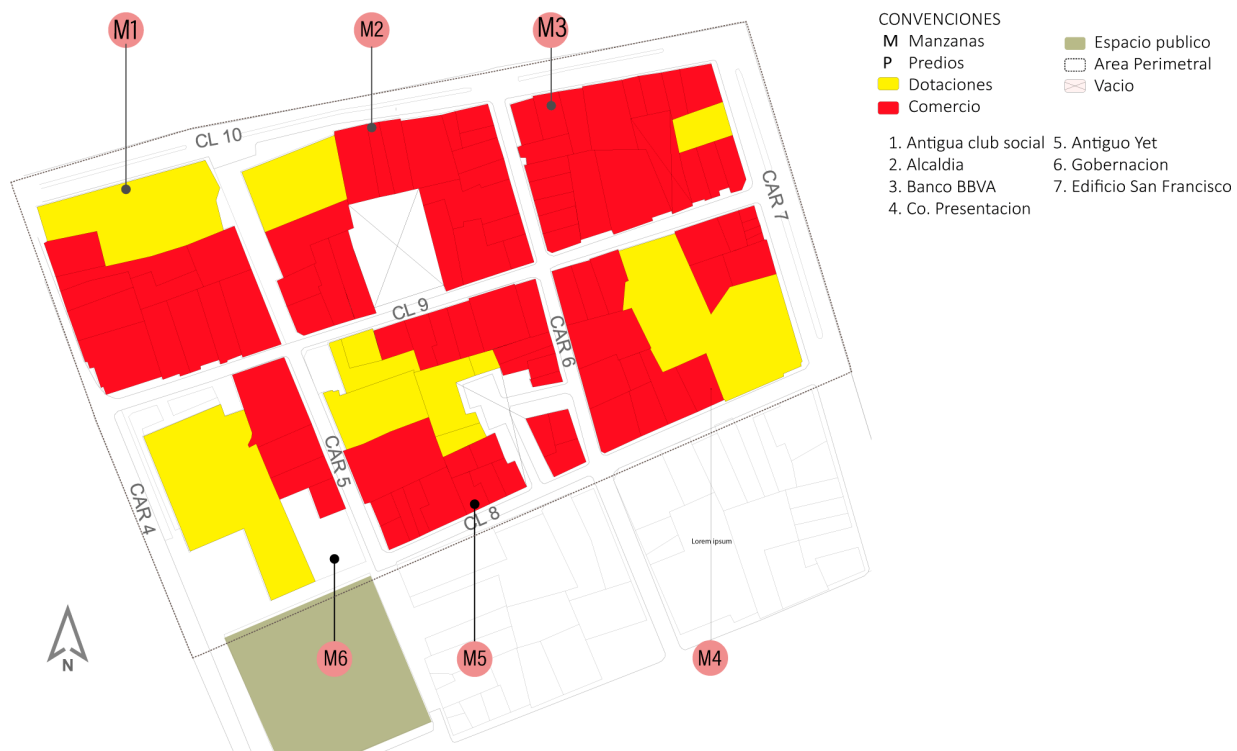 M1
M2
M3
CL 10
CAR 7
CL 9
CAR 6
CAR 5
CAR 4
CL 8
Lorem ipsum
M6
M5
M4
N
CONVENCIONES
M Manzanas
P Predios
Dotaciones
Comercio
Espacio publico
Area Perimetral
Vacio
1. Antigua club social
2. Alcaldia
3. Banco BBVA
4. Co. Presentacion
5. Antiguo Yet
6. Gobernacion
7. Edificio San Francisco